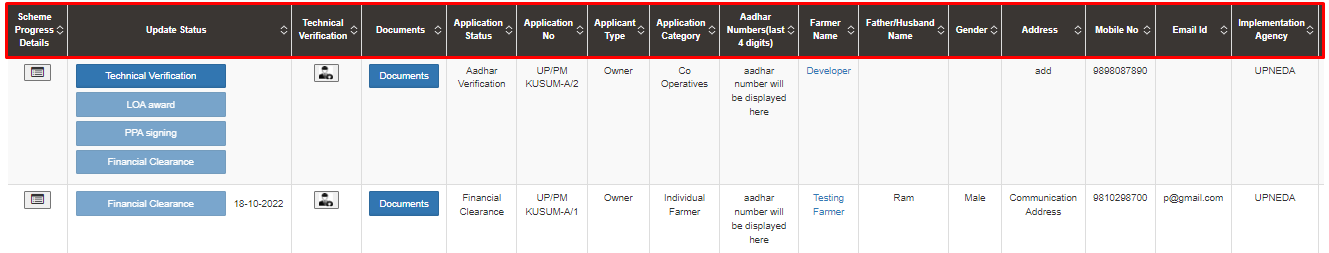 Scheme Progress Details
Update Status
Technical Verification
Documents
Application Status
Application No
Applicant Type
Application Category
Aadhar Numbers(last 4 digits)
Farmer Name
Father/Husband Name
Gender
Address
Mobile No
Email Id
Implementation Agency
Technical Verification
LOA award
PPA signing
Financial Clearance
Documents
Aadhar Verification
UP/PM KUSUM-A/2
Owner
Co Operatives
aadhar number will be displayed here
Developer
add
9898087890
UPNEDA
Financial Clearance
18-10-2022
Documents
Financial Clearance
UP/PM KUSUM-A/1
Owner
Individual Farmer
aadhar number will be displayed here
Testing Farmer
Ram
Male
Communication Address
9810298700
p@gmail.com
UPNEDA